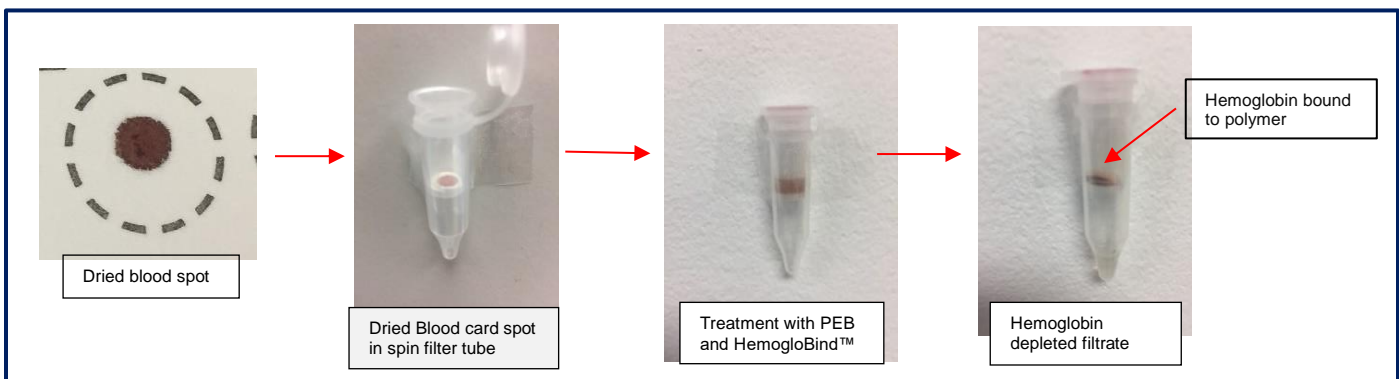 Dried blood spot
Dried Blood card spot
in spin filter tube
Treatment with PEB
and HemogloBind™
Hemoglobin bound
to polymer
Hemoglobin
depleted filtrate